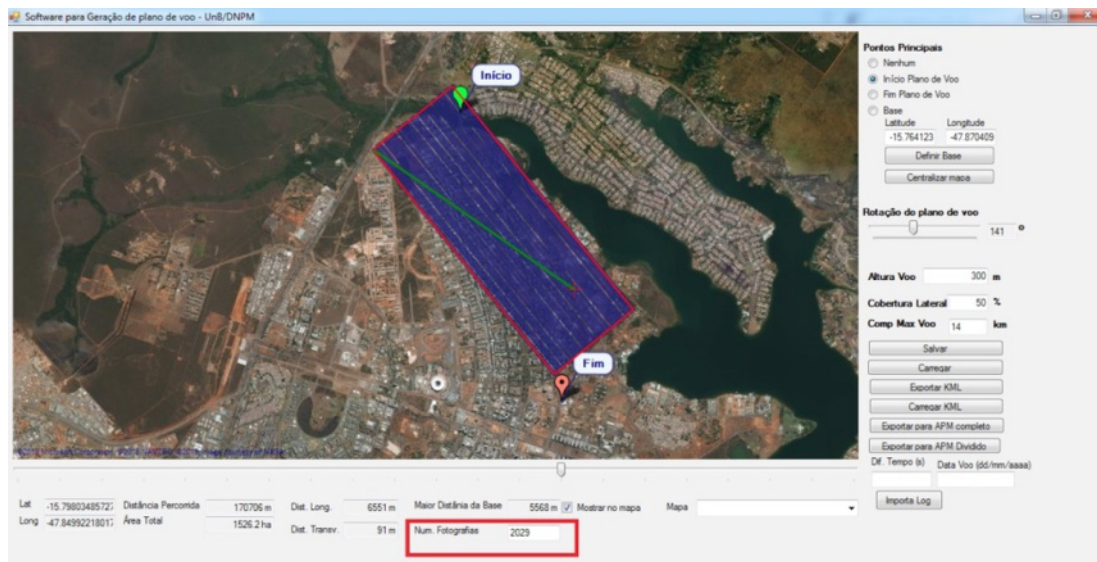 Software para Geração de plano de voo - UnB/DNPM
Início
Fim
Pontos Principais
Nenhum
Início Plano de Voo
Fim Plano de Voo
Base
Latitude Longitude
-15.764123 -47.870409
Definir Base
Centralizar mapa
Rotação do plano de voo
141 º
Altura Voo 300 m
Cobertura Lateral 50 %
Comp Max Voo 14 km
Salvar
Carregar
Exportar KML
Carregar KML
Exportar para APM completo
Exportar para APM Dividido
Dif. Tempo (s) Data Voo (dd/mm/aaaa)
Importa Log
Lat -15.79803485727 Distância Percorrida 170706 m Dist. Long. 6551 m Maior Distânia da Base 5568 m Mostrar no mapa Mapa
Long -47.84992218017 Área Total 1526.2 ha Dist. Transv. 91 m Num. Fotografias 2029